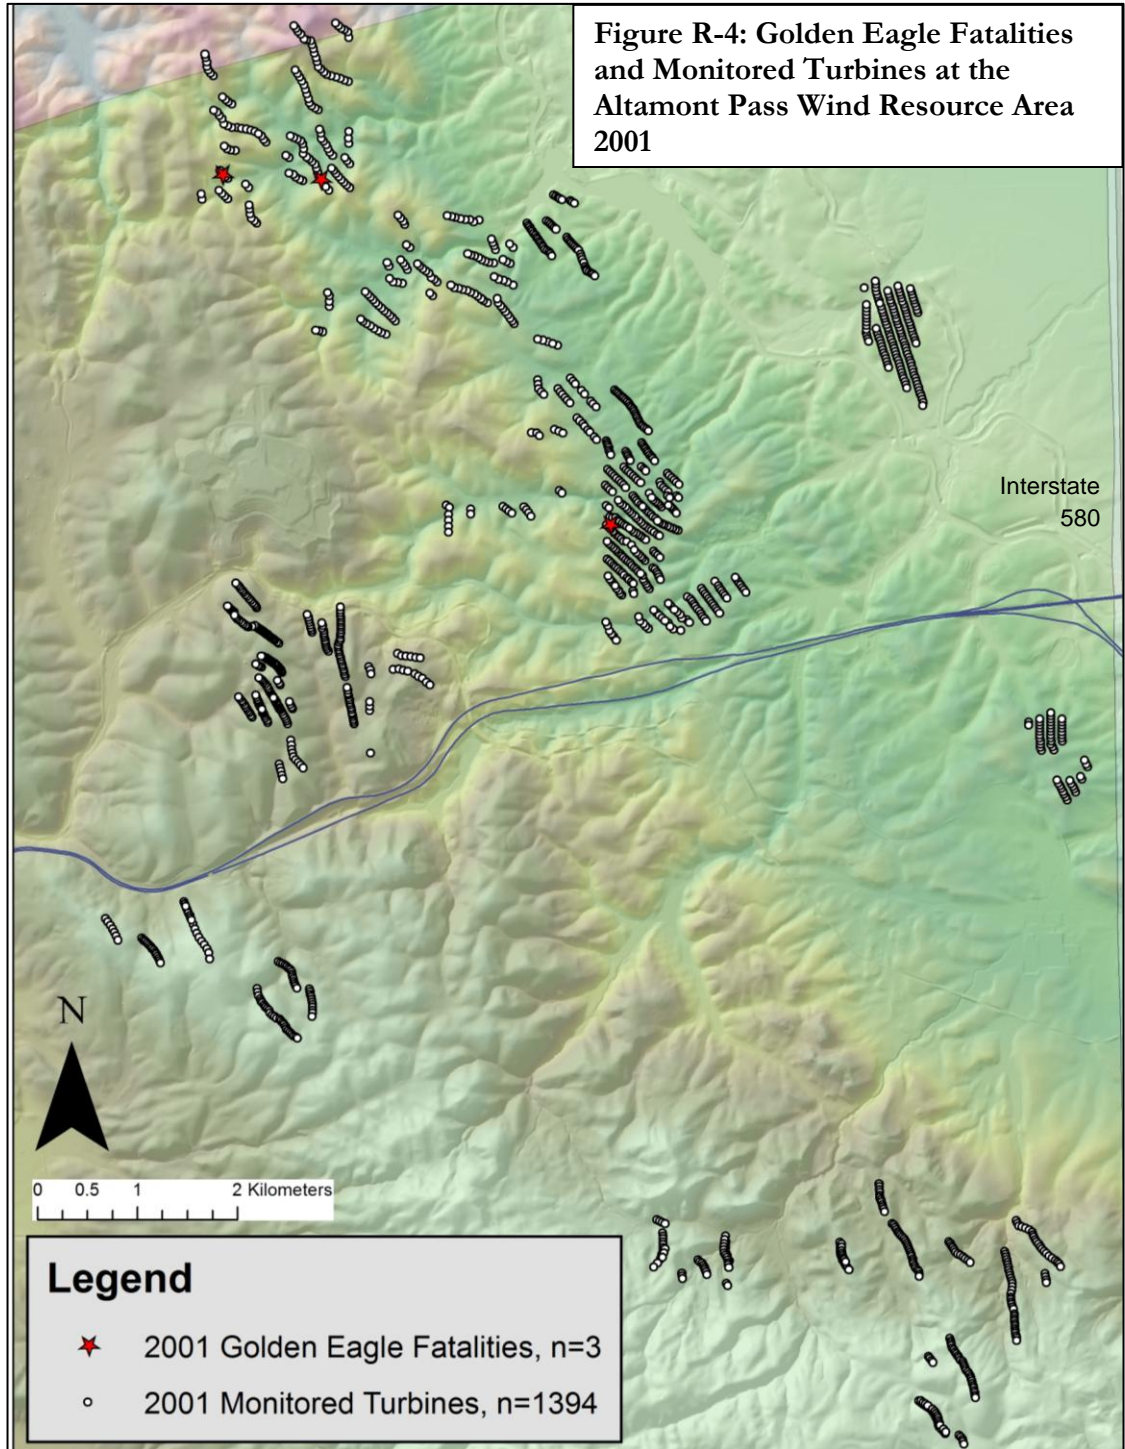 Figure R-4: Golden Eagle Fatalities
and Monitored Turbines at the
Altamont Pass Wind Resource Area
2001
Interstate
580
N
0 0.5 1 2 Kilometers
Legend
2001 Golden Eagle Fatalities, n=3
2001 Monitored Turbines, n=1394